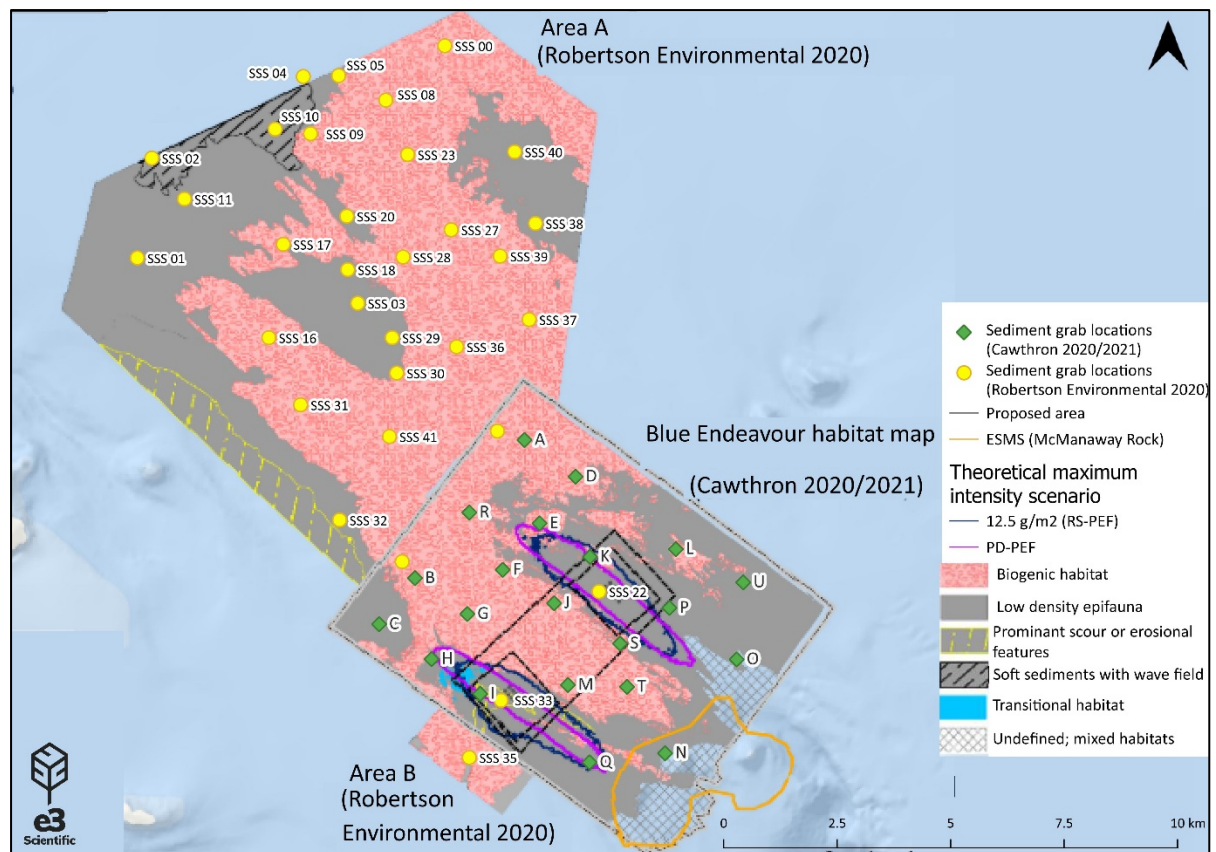 Area A
(Robertson Environmental 2020)
SSS 00
SSS 04
SSS 05
SSS 08
SSS 10
SSS 09
SSS 23
SSS 40
SSS 02
SSS 11
SSS 20
SSS 38
SSS 27
SSS 17
SSS 01
SSS 28
SSS 39
SSS 18
SSS 03
SSS 37
SSS 16
SSS 29
SSS 36
SSS 30
SSS 31
SSS 41
SSS 32
Blue Endeavour habitat map
(Cawthron 2020/2021)
A
D
R
E
L
K
F
U
B
SSS 22
J
P
G
C
S
H
O
M
T
I
SSS 33
N
SSS 35
Q
Area B
(Robertson
Environmental 2020)
Sediment grab locations
(Cawthron 2020/2021)
Sediment grab locations
(Robertson Environmental 2020)
Proposed area
ESMS (McManaway Rock)
Theoretical maximum
intensity scenario
12.5 g/m2 (RS-PEF)
PD-PEF
Biogenic habitat
Low density epifauna
Prominant scour or erosional
features
Soft sediments with wave field
Transitional habitat
Undefined; mixed habitats
0 2.5 5 7.5 10 km
e3
Scientific